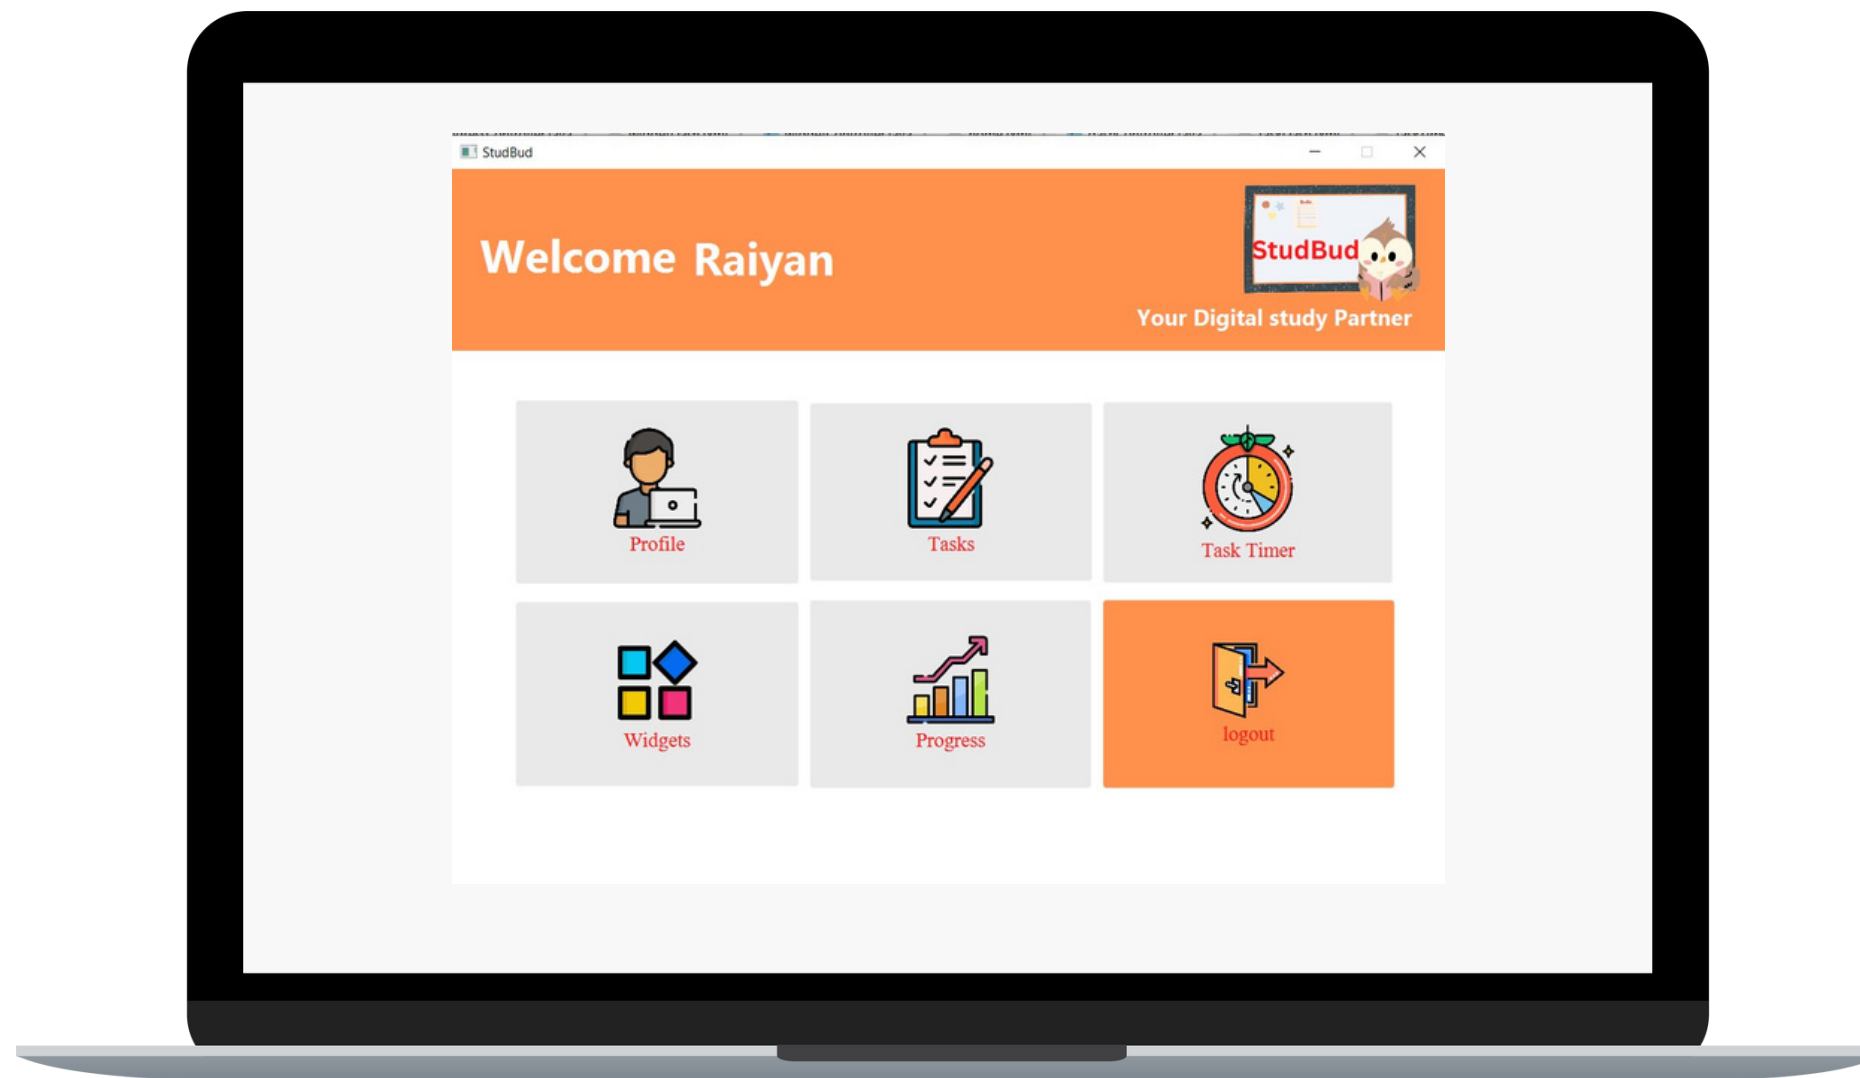 StudBud
Welcome Raiyan
StudBud
Your Digital study Partner
Profile
Tasks
Task Timer
Widgets
Progress
logout